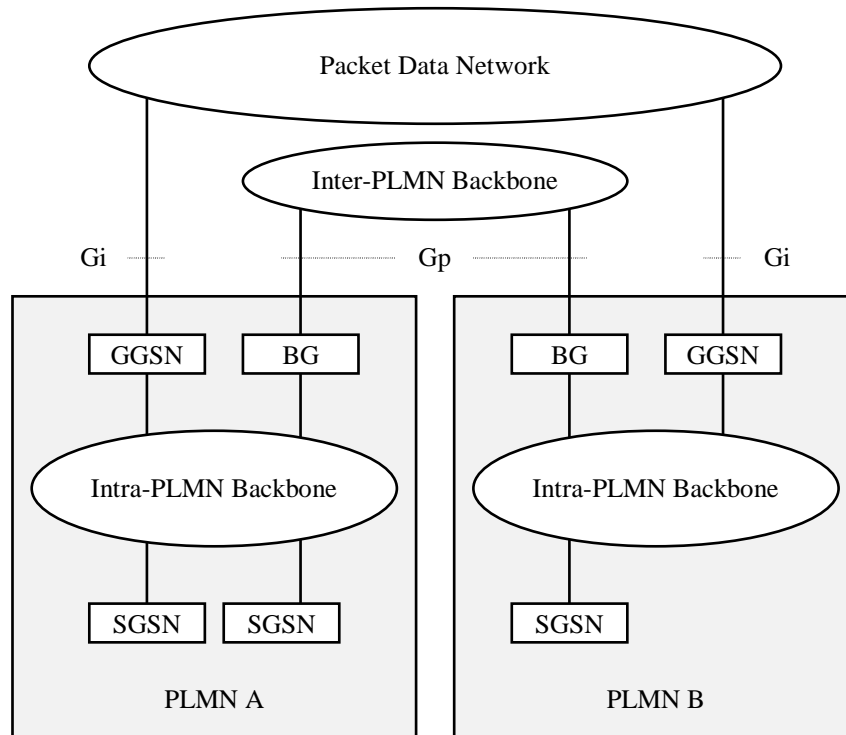 Packet Data Network
Inter-PLMN Backbone
Gi Gp Gi
GGSN BG BG GGSN
Intra-PLMN Backbone Intra-PLMN Backbone
SGSN SGSN SGSN
PLMN A PLMN B